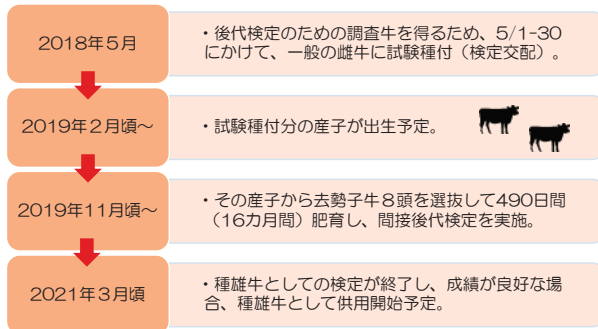 2018年5月
・後代検定のための調査牛を得るため、5/1-30
にかけて、一般の雌牛に試験種付（検定交配）。
2019年２月頃～
・試験種付分の産子が出生予定。
2019年11月頃～
・その産子から去勢子牛８頭を選抜して490日間
（16カ月間）肥育し、間接後代検定を実施。
2021年３月頃
・種雄牛としての検定が終了し、成績が良好な場
合、種雄牛として供用開始予定。